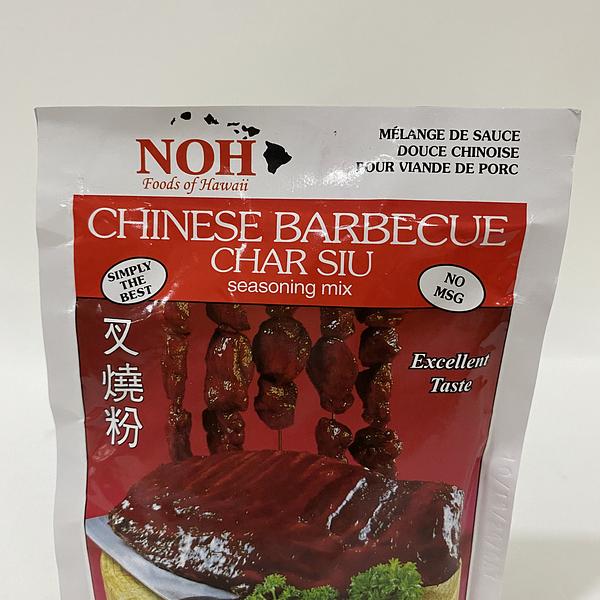 NOH
Foods of Hawaii
MÉLANGE DE SAUCE
DOUCE CHINOISE
POUR VIANDE DE PORC
CHINESE BARBECUE
CHAR SIU
seasoning mix
SIMPLY
THE
BEST
NO
MSG
叉燒粉
Excellent
Taste